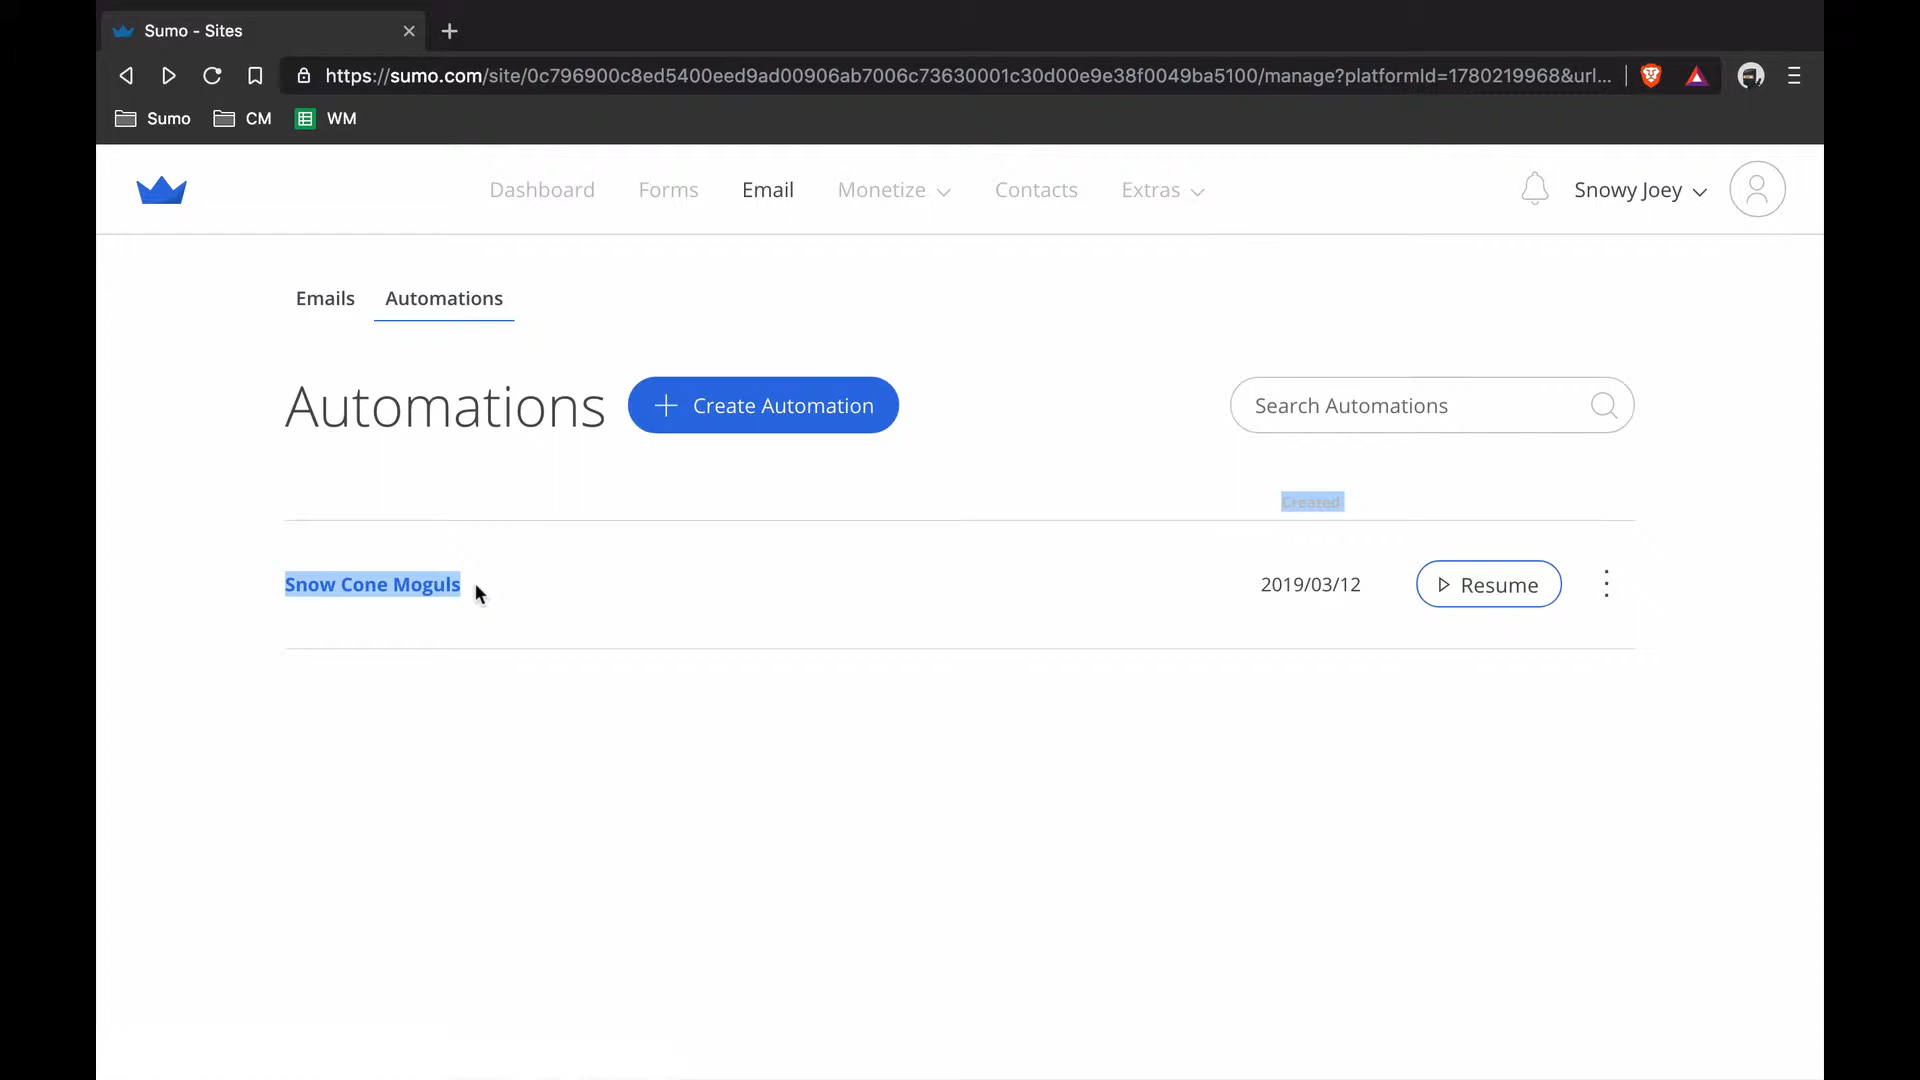 Sumo - Sites
https://sumo.com/site/0c796900c8ed5400eed9ad00906ab7006c73630001c30d00e9e38f0049ba5100/manage?platformId=1780219968&url...
Sumo CM WM
Dashboard Forms Email Monetize Contacts Extras Snowy Joey
Emails Automations
Automations + Create Automation Search Automations
Created
Snow Cone Moguls 2019/03/12 Resume